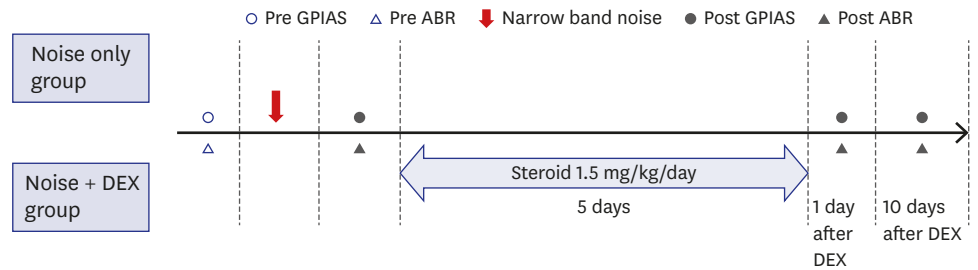 Pre GPIAS Pre ABR Narrow band noise Post GPIAS Post ABR
Noise only
group
Noise + DEX
group
Steroid 1.5 mg/kg/day
5 days
1 day
after
DEX
10 days
after DEX